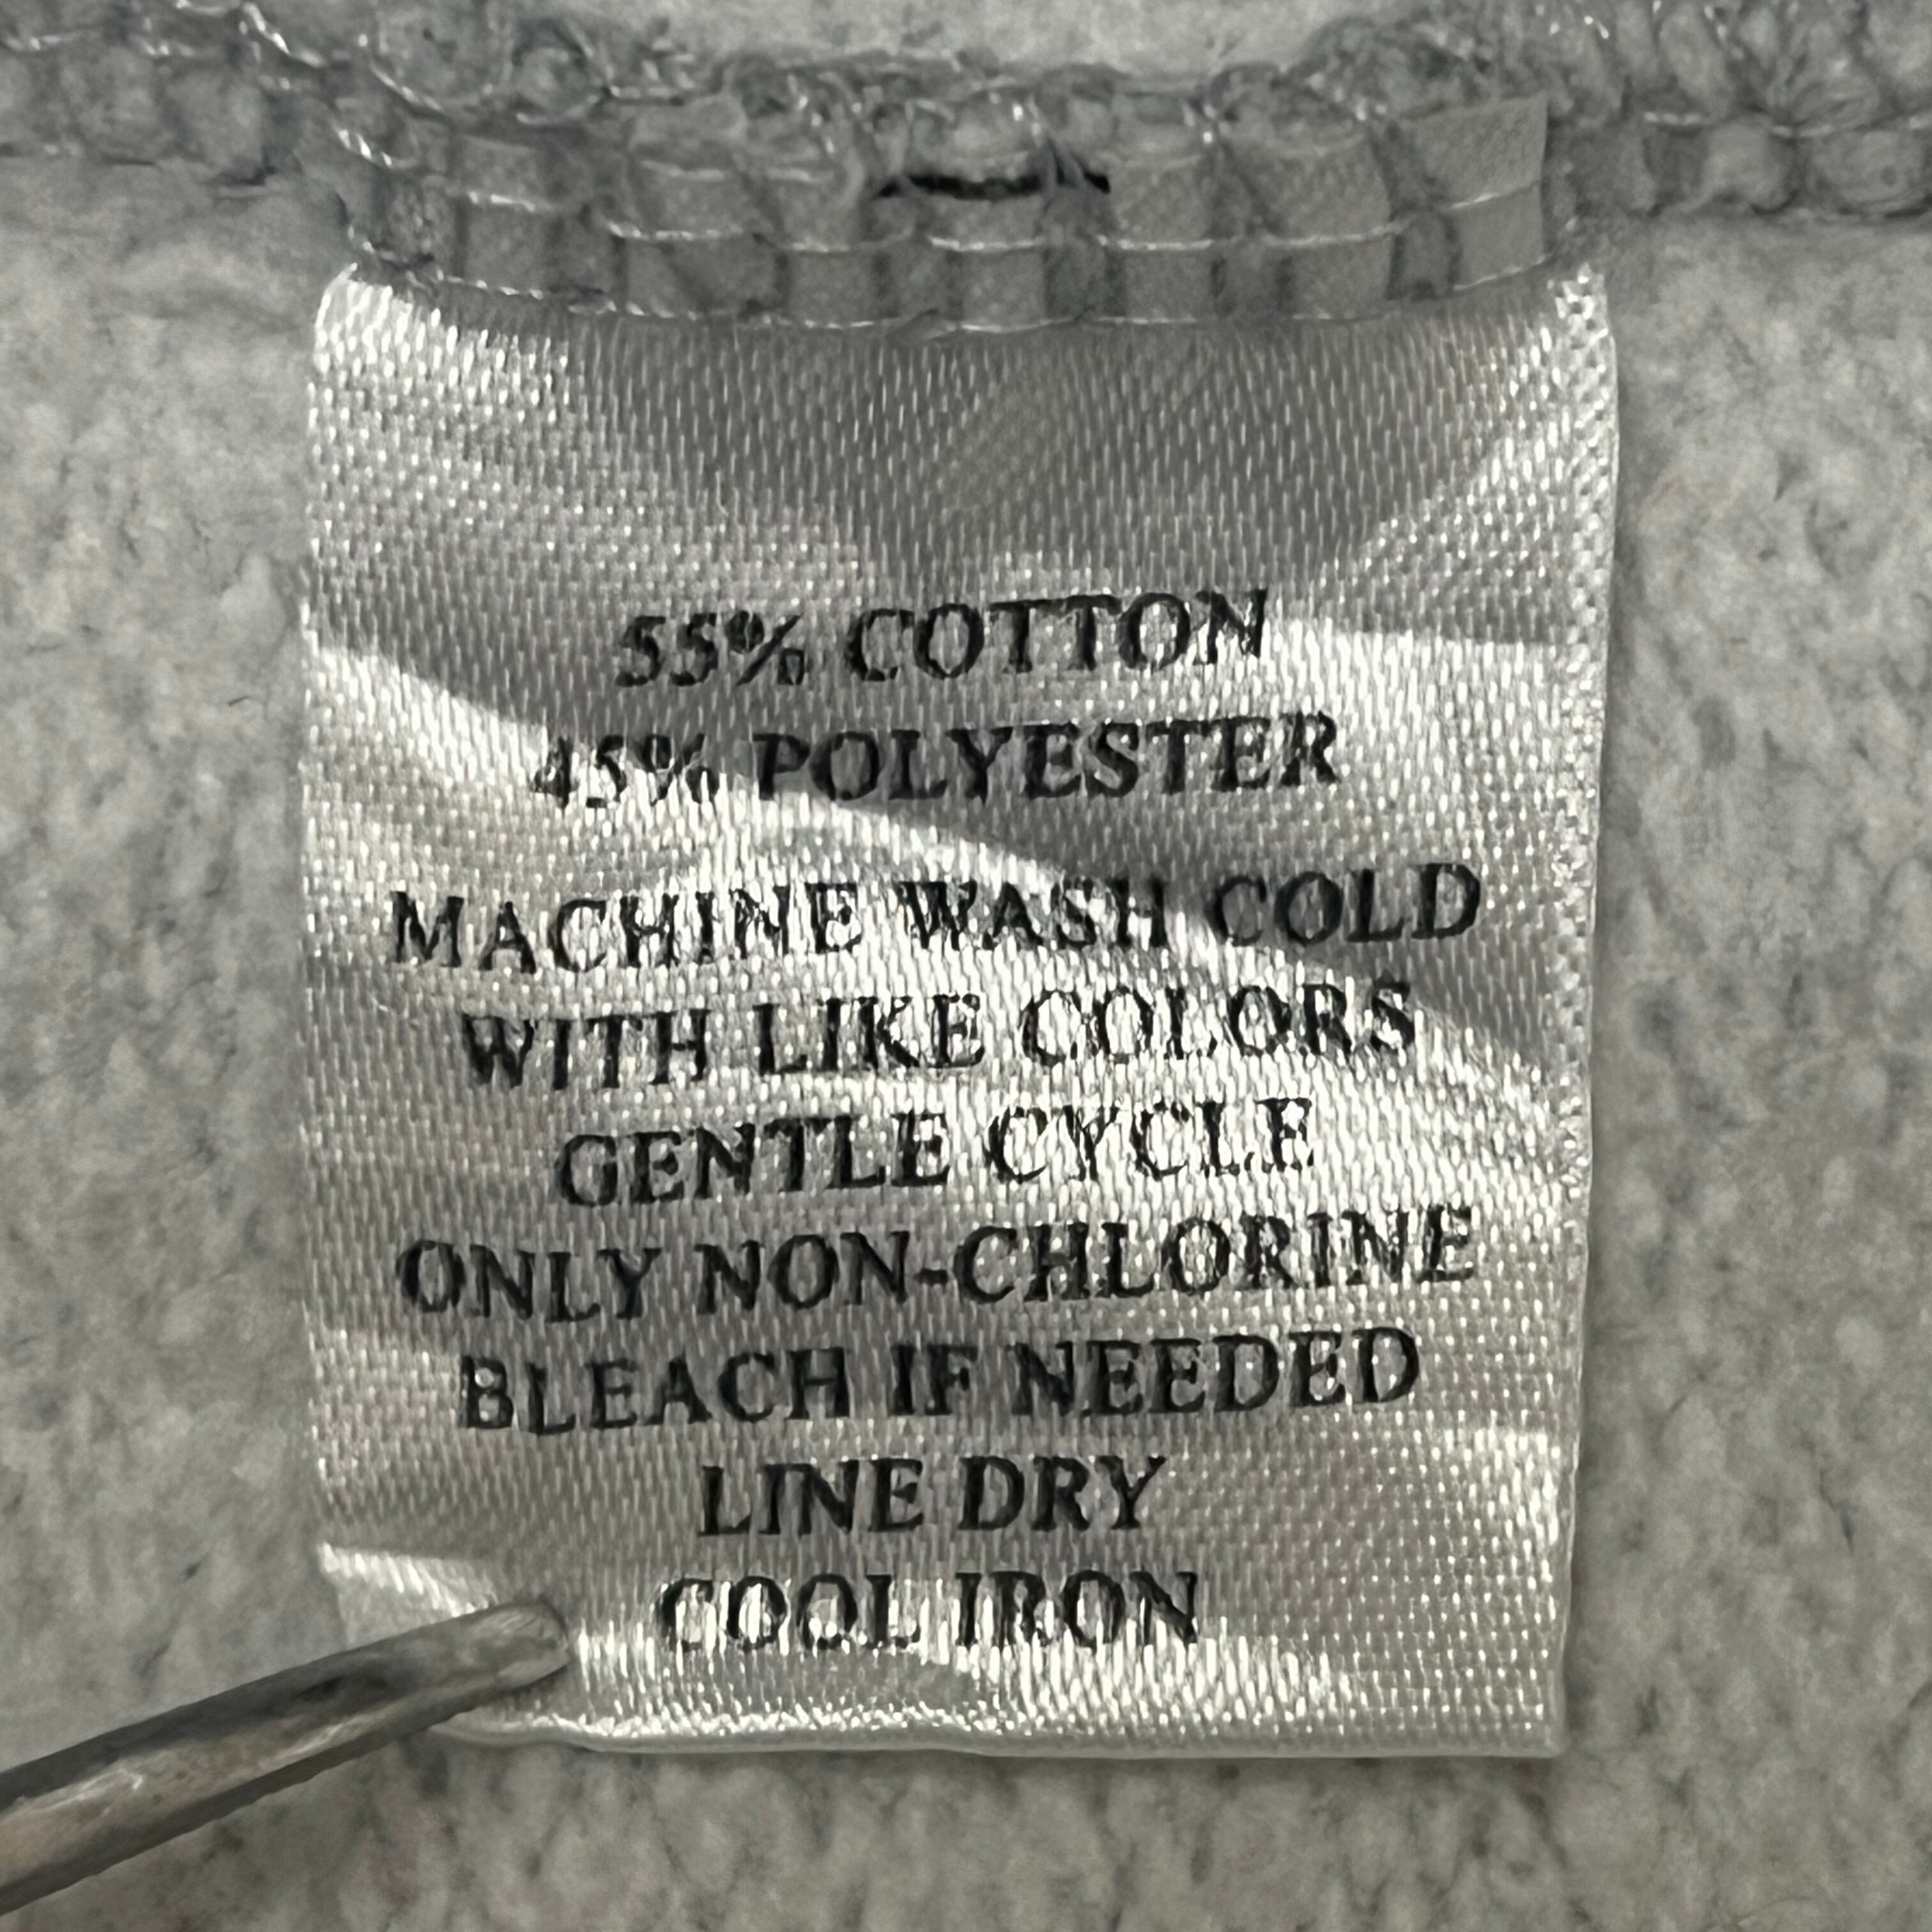 55% COTTON
45% POLYESTER
MACHINE WASH COLD
WITH LIKE COLORS
GENTLE CYCLE
ONLY NON-CHLORINE
BLEACH IF NEEDED
LINE DRY
COOL IRON